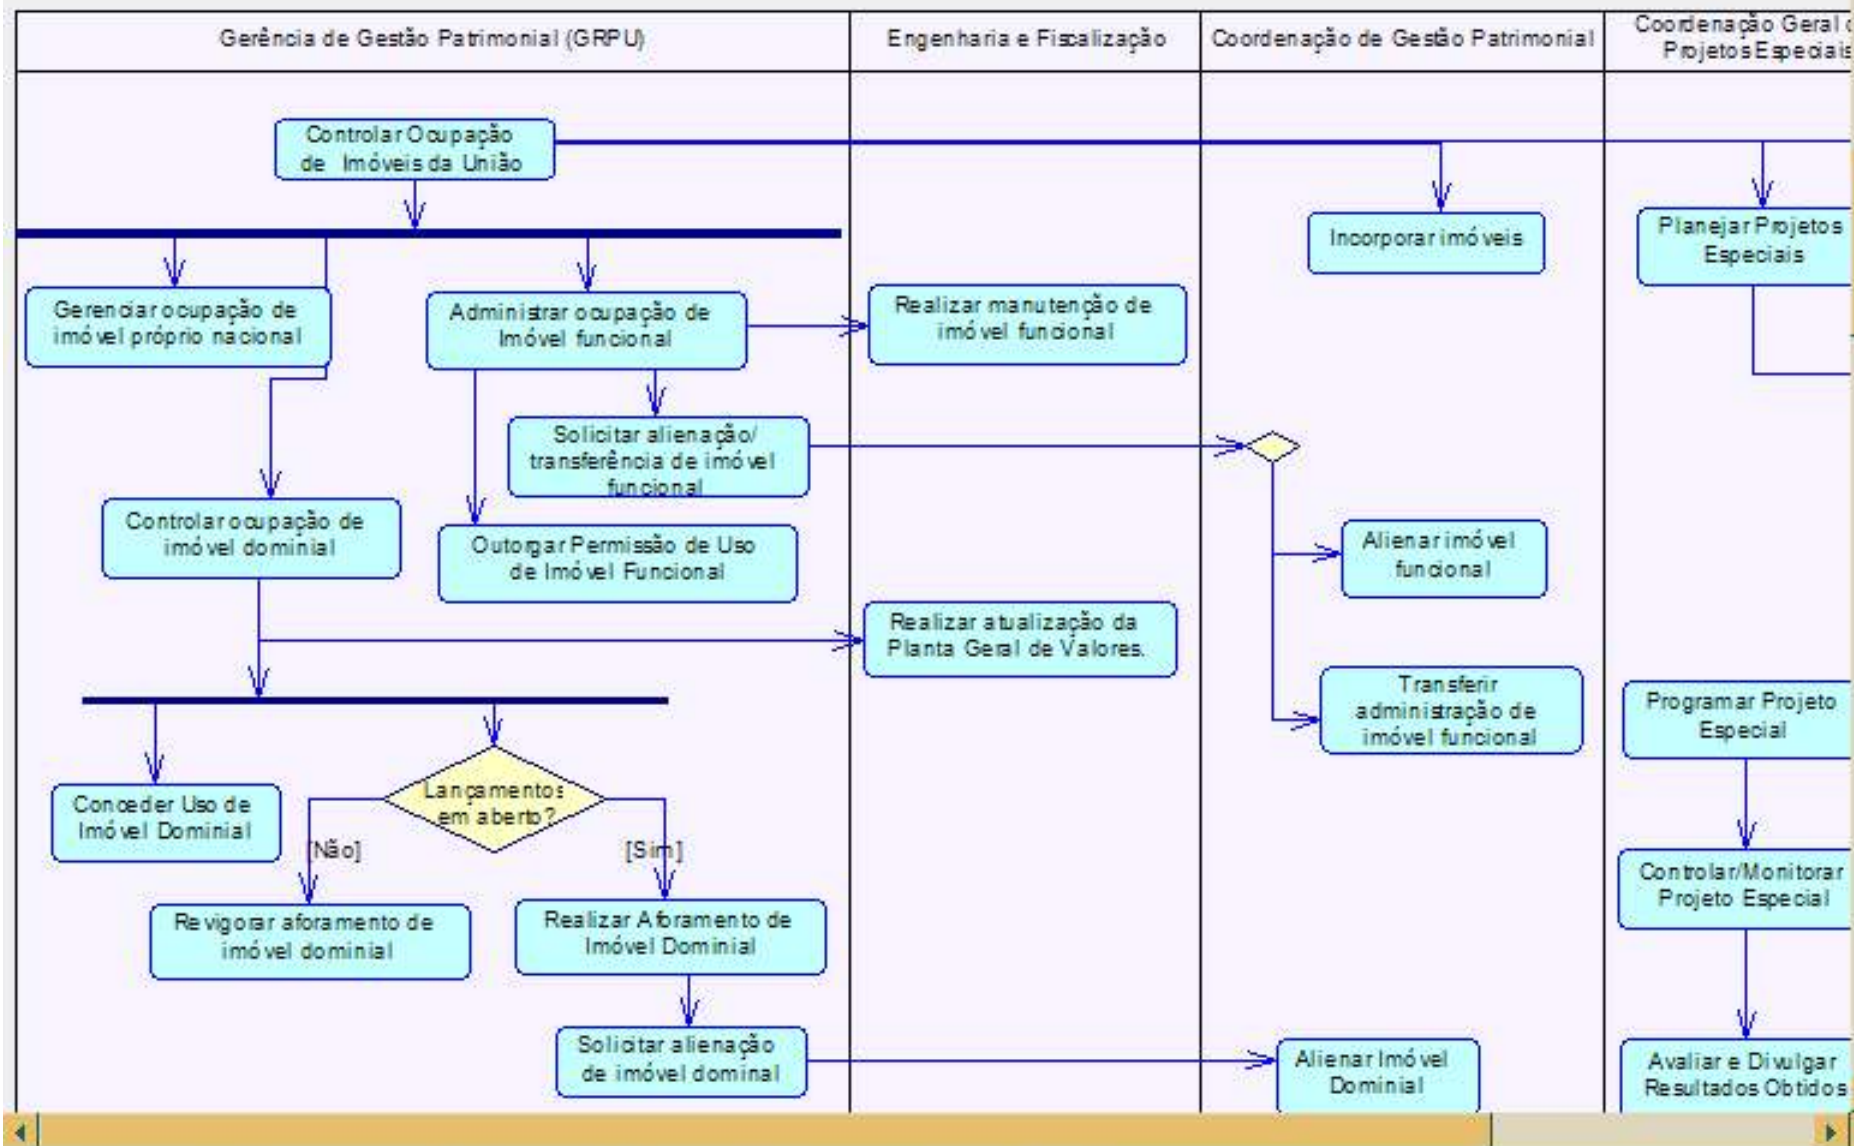 Gerência de Gestão Patrimonial (GRPU)
Engenharia e Fiscalização
Coordenação de Gestão Patrimonial
Coordenação Geral
Projetos Especiais
Controlar Ocupação
de Imóveis da União
Incorporar imóveis
Planejar Projetos
Especiais
Gerenciar ocupação de
imóvel próprio nacional
Administrar ocupação de
Imóvel funcional
Realizar manutenção de
imóvel funcional
Solicitar alienação/
transferência de imóvel
funcional
Controlar ocupação de
imóvel dominial
Outorgar Permissão de Uso
de Imóvel Funcional
Alienar imóvel
funcional
Realizar atualização da
Planta Geral de Valores.
Transferir
administração de
imóvel funcional
Programar Projeto
Especial
Conceder Uso de
Imóvel Dominial
Lançamentos
em aberto?
[Não]
[Sim]
Controlar/Monitorar
Projeto Especial
Revigorar aforamento de
imóvel dominial
Realizar Aforamento de
Imóvel Dominial
Solicitar alienação
de imóvel dominal
Alienar Imóvel
Dominial
Avaliar e Divulgar
Resultados Obtidos